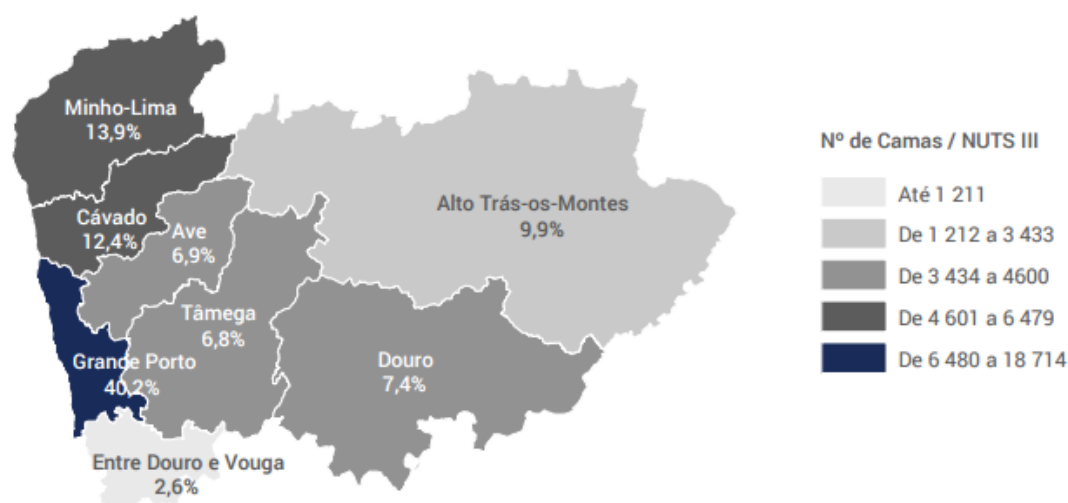 Minho-Lima
13,9%
Cávado
12,4%
Ave
6,9%
Alto Trás-os-Montes
9,9%
Tâmega
6,8%
Grande Porto
40,2%
Douro
7,4%
Entre Douro e Vouga
2,6%
Nº de Camas / NUTS III
Até 1 211
De 1 212 a 3 433
De 3 434 a 4600
De 4 601 a 6 479
De 6 480 a 18 714